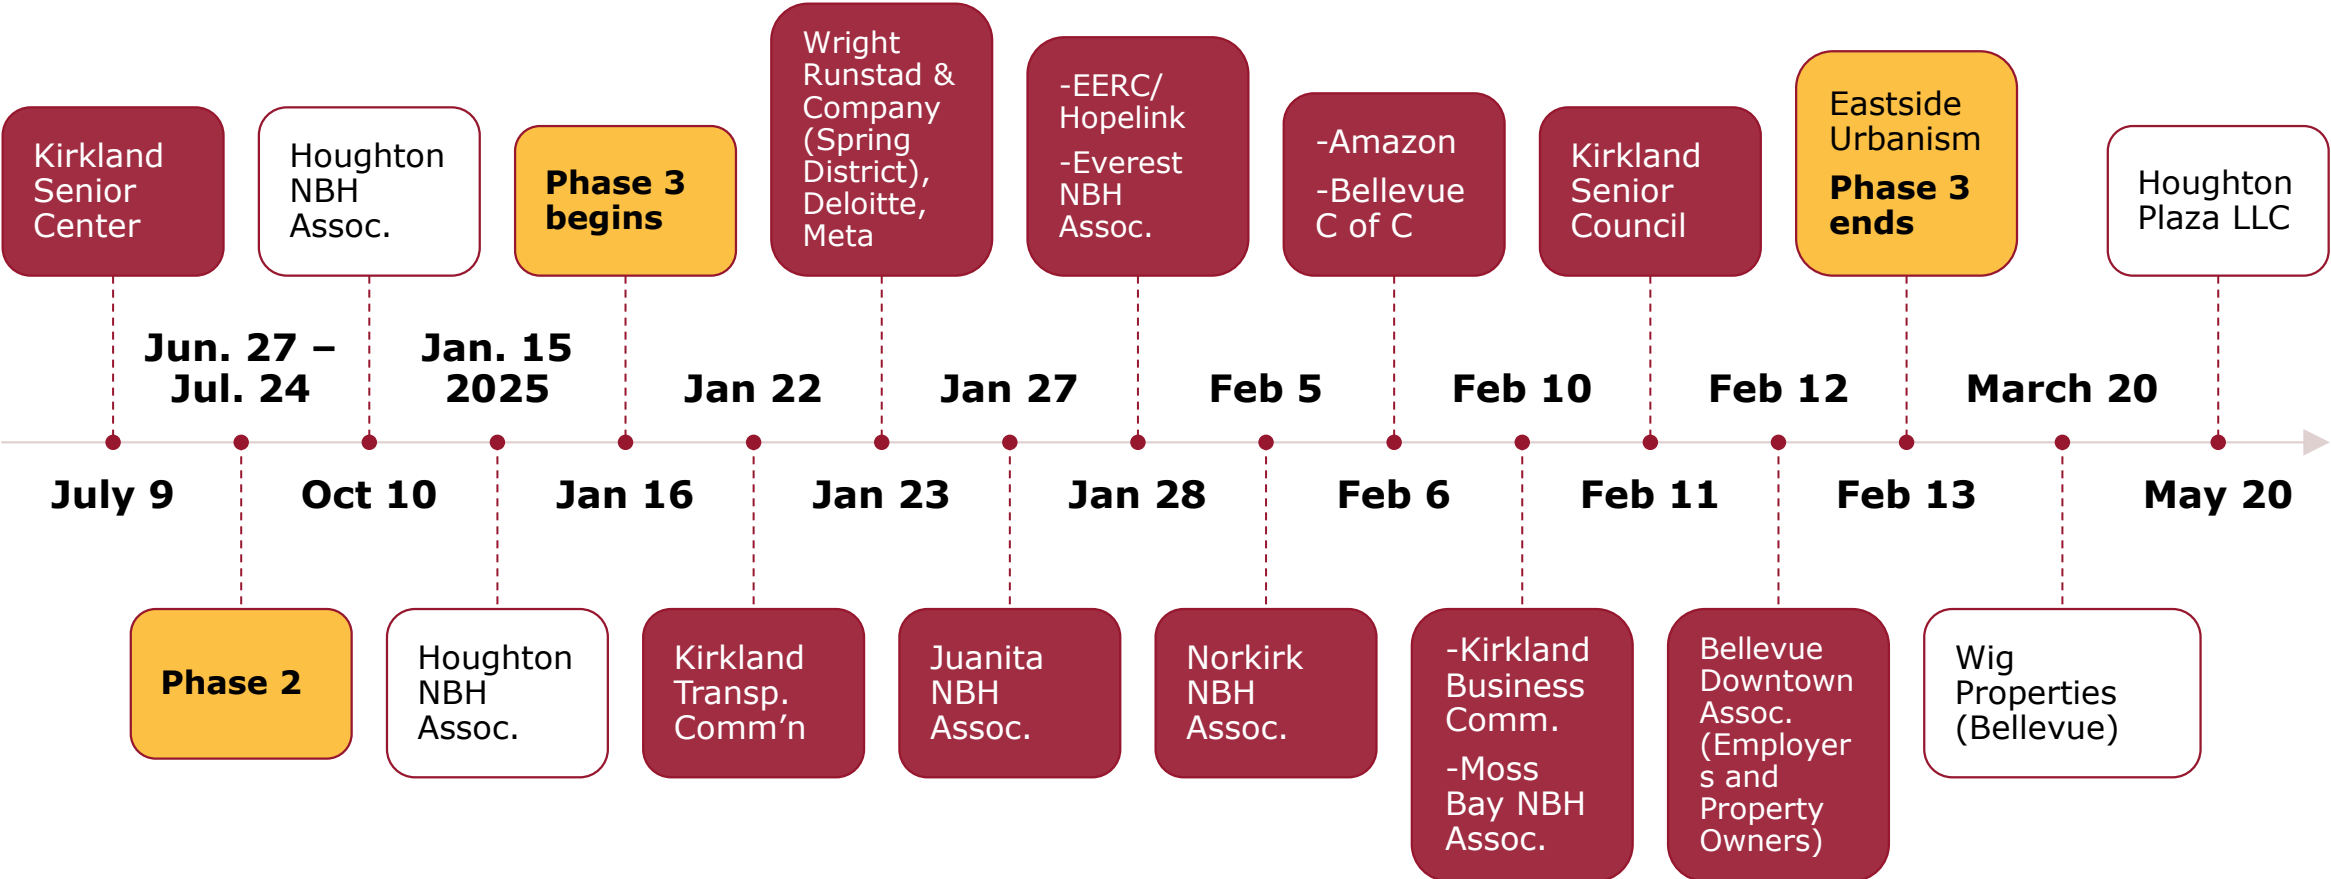 Kirkland
Senior
Center
Houghton
NBH
Assoc.
Phase 3
begins
Wright
Runstad &
Company
(Spring
District),
Deloitte,
Meta
-EERC/
Hopelink
-Everest
NBH
Assoc.
-Amazon
-Bellevue
C of C
Kirkland
Senior
Council
Eastside
Urbanism
Phase 3
ends
Houghton
Plaza LLC
Jun. 27 –
Jul. 24
Jan. 15
2025
Jan 22
Jan 27
Feb 5
Feb 10
Feb 12
March 20
July 9
Oct 10
Jan 16
Jan 23
Jan 28
Feb 6
Feb 11
Feb 13
May 20
Phase 2
Houghton
NBH
Assoc.
Kirkland
Transp.
Comm’n
Juanita
NBH
Assoc.
Norkirk
NBH
Assoc.
-Kirkland
Business
Comm.
-Moss
Bay NBH
Assoc.
Bellevue
Downtown
Assoc.
(Employer
s and
Property
Owners)
Wig
Properties
(Bellevue)